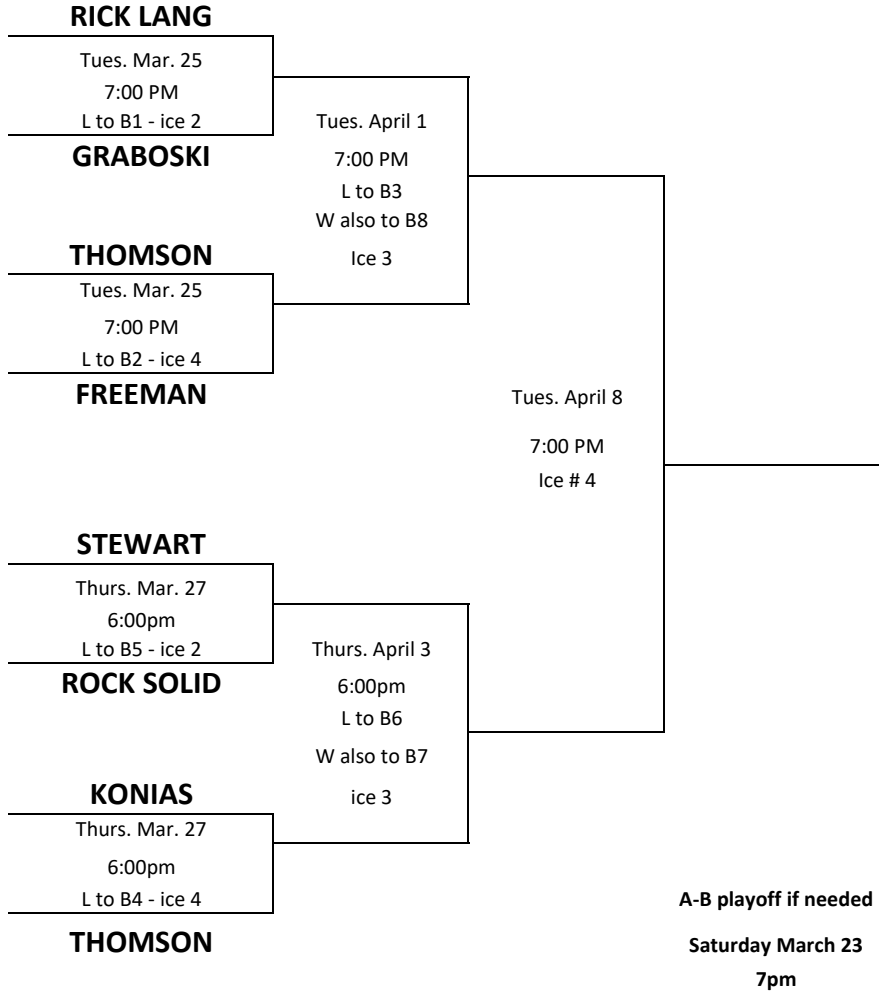 RICK LANG
Tues. Mar. 25
7:00 PM
L to B1 - ice 2
GRABOSKI
Tues. April 1
7:00 PM
L to B3
W also to B8
Ice 3
THOMSON
Tues. Mar. 25
7:00 PM
L to B2 - ice 4
FREEMAN
Tues. April 8
7:00 PM
Ice # 4
STEWART
Thurs. Mar. 27
6:00pm
L to B5 - ice 2
ROCK SOLID
Thurs. April 3
6:00pm
L to B6
W also to B7
ice 3
KONIAS
Thurs. Mar. 27
6:00pm
L to B4 - ice 4
THOMSON
A-B playoff if needed
Saturday March 23
7pm